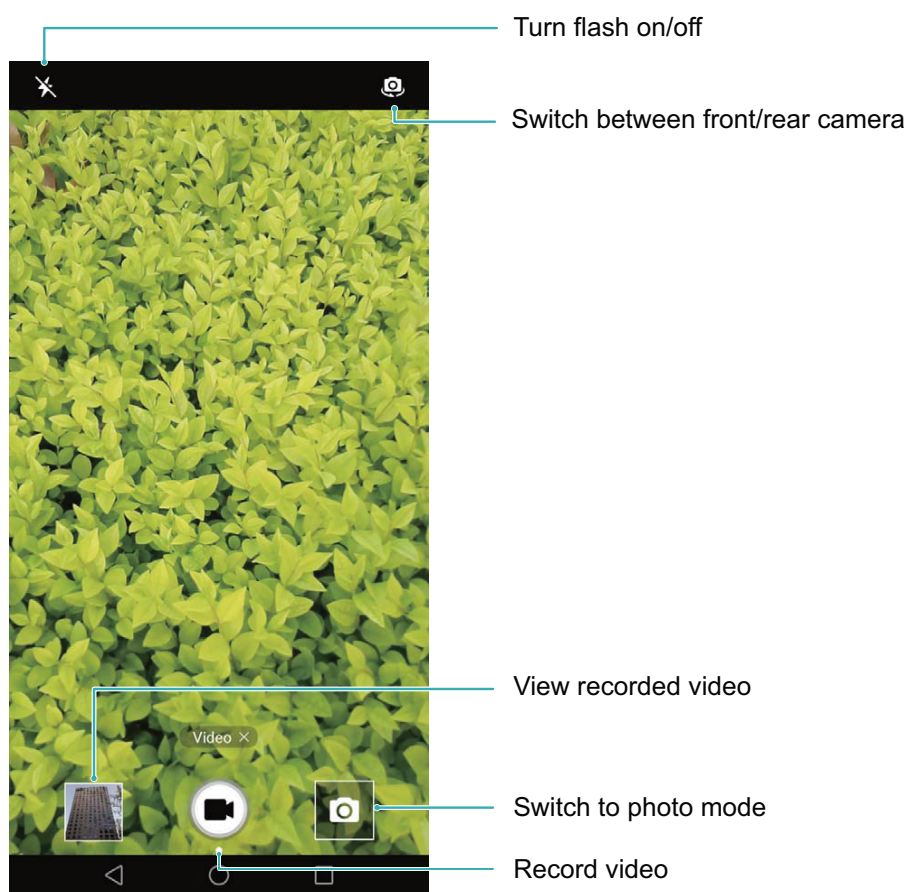 Turn flash on/off
Switch between front/rear camera
View recorded video
Video ×
Switch to photo mode
Record video